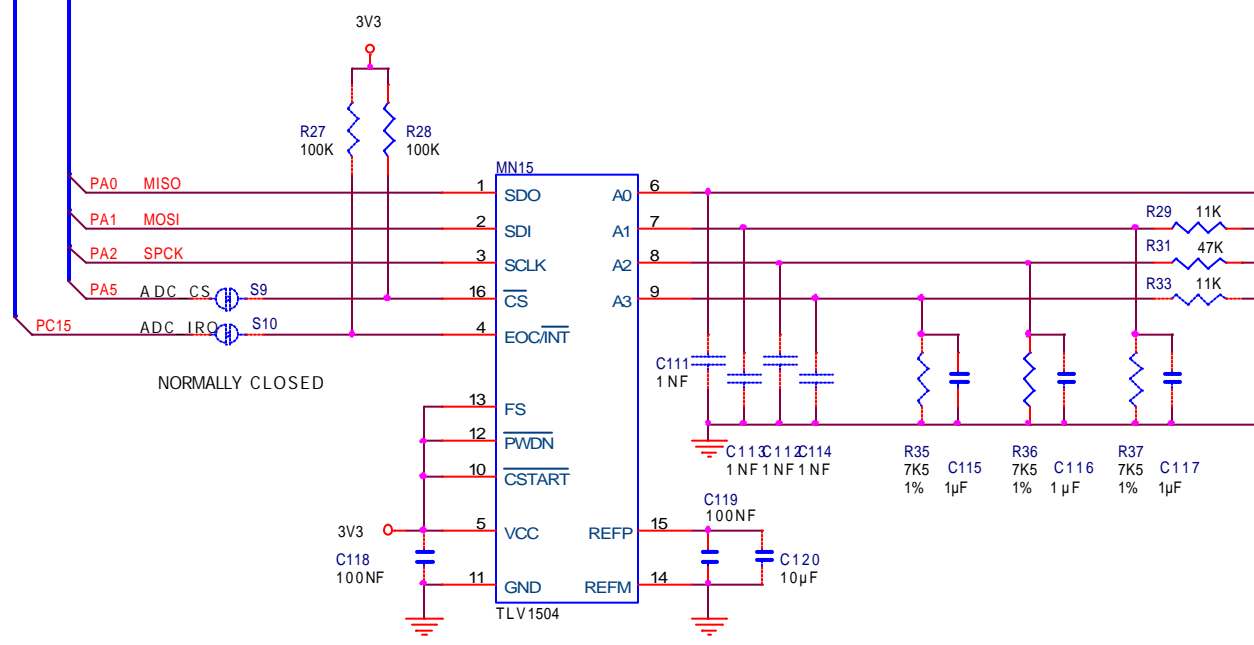 3V3
R27 R28
100K 100K
MN15
PA0 MISO 1 SDO A0 6
R29 11K
PA1 MOSI 2 SDI A1 7
R31 47K
PA2 SPCK 3 SCLK A2 8
R33 11K
PA5 ADC_CS S9 16 CS A3 9
PC15 ADC_IRQ S10 4 EOC/INT
C111
1NF
NORMALLY CLOSED
13 FS
12 PWDN
C113 C112 C114 R35 R36 R37
1NF 1NF 1NF 7K5 C115 7K5 C116 7K5 C117
1% 1µF 1% 1µF 1% 1µF
10 CSTART
C119
100NF
3V3 5 VCC REFP 15
C118 C120
100NF 10µF
11 GND REFM 14
TLV1504